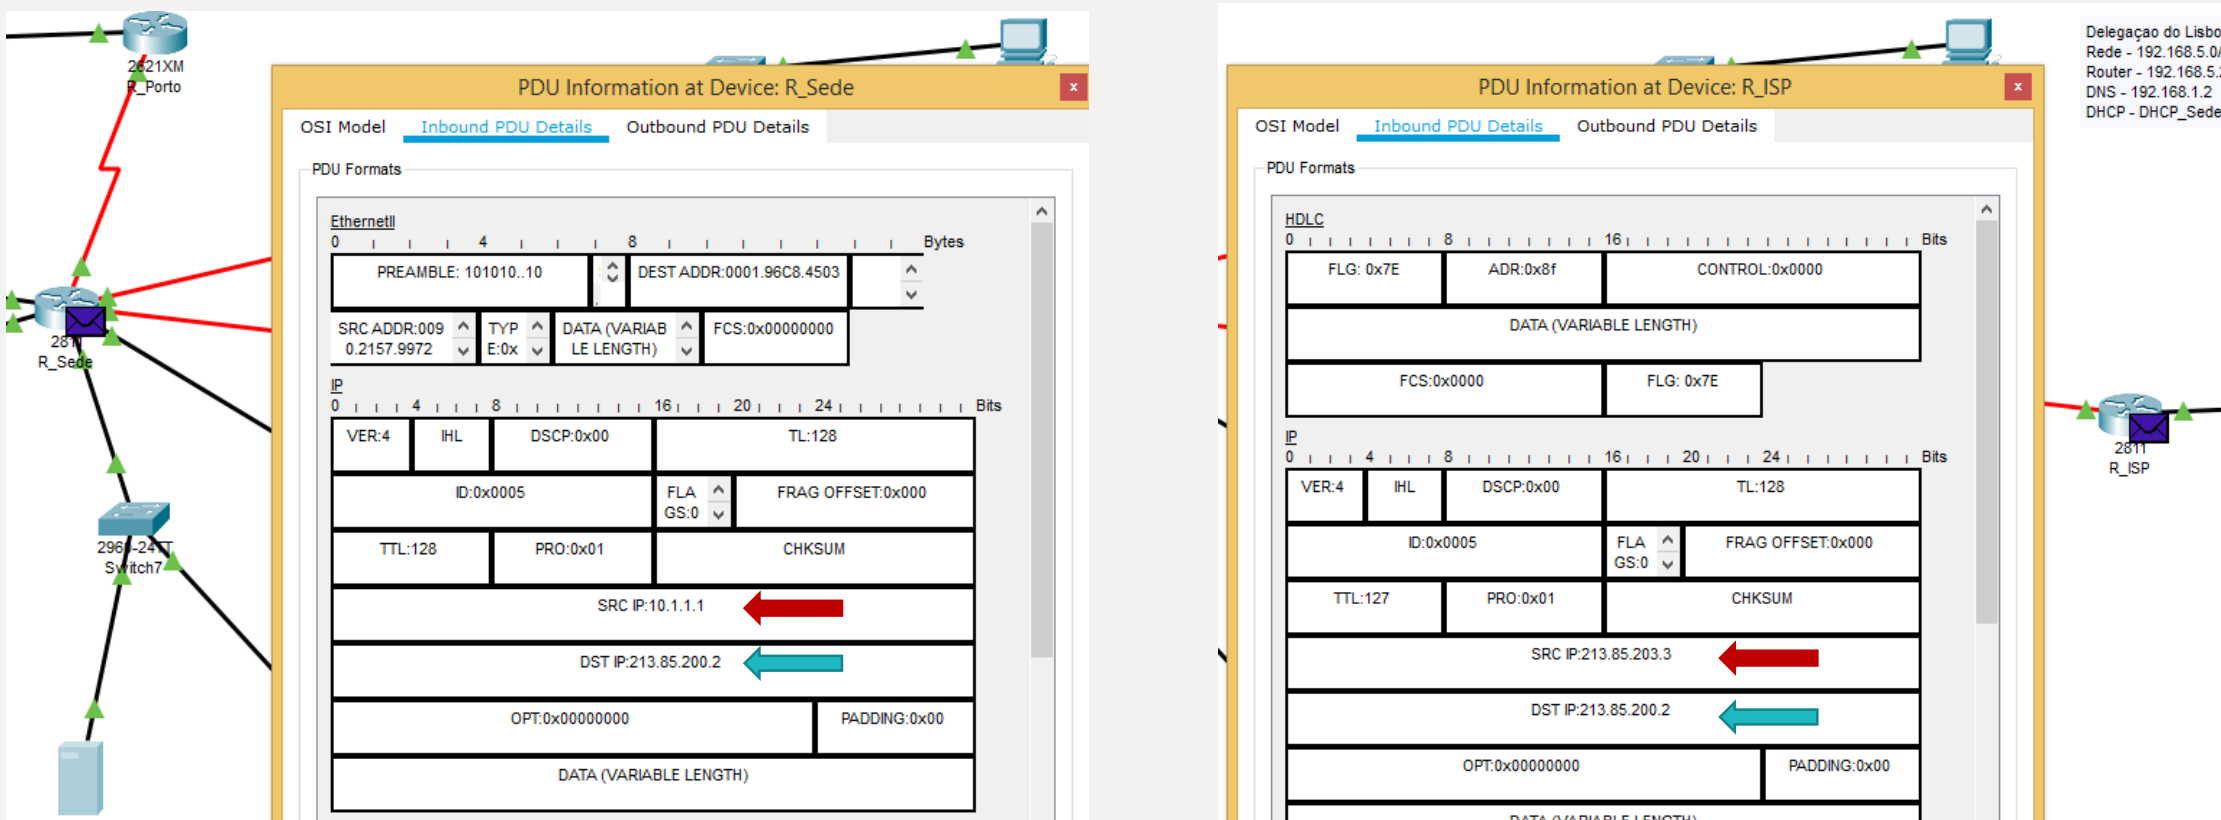 2621XM
R_Porto
2811
R_Sede
2960-24TT
Switch7
PDU Information at Device: R_Sede
x
OSI Model Inbound PDU Details Outbound PDU Details
PDU Formats
EthernetII
0 4 8 Bytes
PREAMBLE: 101010..10 DEST ADDR:0001.96C8.4503
SRC ADDR:009 TYP DATA (VARIAB FCS:0x00000000
0.2157.9972 E:0x LE LENGTH)
IP
0 4 8 16 20 24 Bits
VER:4 IHL DSCP:0x00 TL:128
ID:0x0005 FLA FRAG OFFSET:0x000
GS:0
TTL:128 PRO:0x01 CHKSUM
SRC IP:10.1.1.1
DST IP:213.85.200.2
OPT:0x00000000 PADDING:0x00
DATA (VARIABLE LENGTH)
PDU Information at Device: R_ISP
x
OSI Model Inbound PDU Details Outbound PDU Details
PDU Formats
HDLC
0 8 16 Bits
FLG: 0x7E ADR:0x8f CONTROL:0x0000
DATA (VARIABLE LENGTH)
FCS:0x0000 FLG: 0x7E
IP
0 4 8 16 20 24 Bits
VER:4 IHL DSCP:0x00 TL:128
ID:0x0005 FLA FRAG OFFSET:0x000
GS:0
TTL:127 PRO:0x01 CHKSUM
SRC IP:213.85.203.3
DST IP:213.85.200.2
OPT:0x00000000 PADDING:0x00
DATA (VARIABLE LENGTH)
Delegaçao do Lisbo
Rede - 192.168.5.0/
Router - 192.168.5.
DNS - 192.168.1.2
DHCP - DHCP_Sede
2811
R_ISP